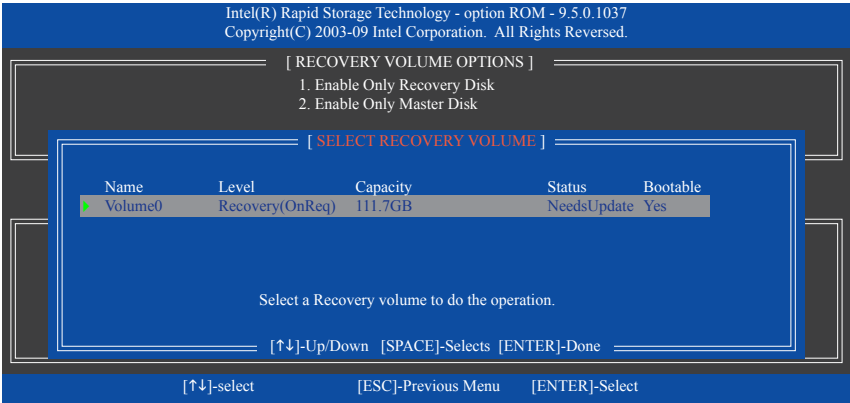 Intel(R) Rapid Storage Technology - option ROM - 9.5.0.1037
Copyright(C) 2003-09 Intel Corporation. All Rights Reversed.
[ RECOVERY VOLUME OPTIONS ]
1. Enable Only Recovery Disk
2. Enable Only Master Disk
[ SELECT RECOVERY VOLUME ]
Name Level Capacity Status Bootable
Volume0 Recovery(OnReq) 111.7GB NeedsUpdate Yes
Select a Recovery volume to do the operation.
[↑↓]-Up/Down [SPACE]-Selects [ENTER]-Done
[↑↓]-select [ESC]-Previous Menu [ENTER]-Select